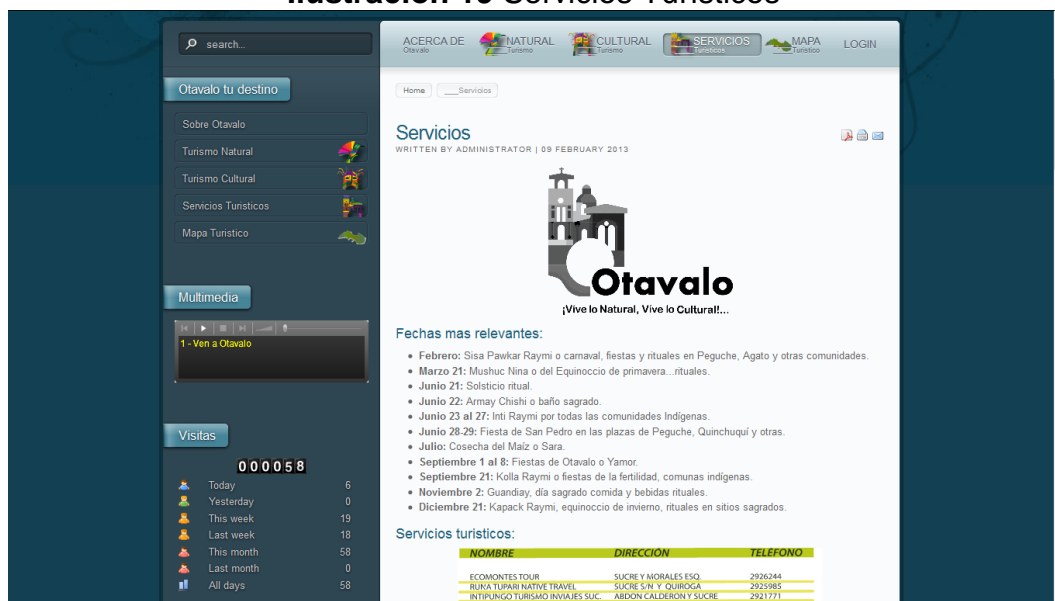 Ilustración 19 Servicios Turísticos
search...
ACERCA DE
Otavalo
NATURAL
Turismo
CULTURAL
Turismo
SERVICIOS
Turisticos
MAPA
Turistico
LOGIN
Otavalo tu destino
Sobre Otavalo
Turismo Natural
Turismo Cultural
Servicios Turisticos
Mapa Turistico
Multimedia
1 - Ven a Otavalo
Visitas
000058
Today 6
Yesterday 0
This week 19
Last week 18
This month 58
Last month 0
All days 58
Home ___Servicios
Servicios
WRITTEN BY ADMINISTRATOR | 09 FEBRUARY 2013
Otavalo
¡Vive lo Natural, Vive lo Cultural!...
Fechas mas relevantes:
Febrero: Sisa Pawkar Raymi o carnaval, fiestas y rituales en Peguche, Agato y otras comunidades.
Marzo 21: Mushuc Nina o del Equinoccio de primavera...rituales.
Junio 21: Solsticio ritual.
Junio 22: Armay Chishi o baño sagrado.
Junio 23 al 27: Inti Raymi por todas las comunidades Indígenas.
Junio 28-29: Fiesta de San Pedro en las plazas de Peguche, Quinchuquí y otras.
Julio: Cosecha del Maíz o Sara.
Septiembre 1 al 8: Fiestas de Otavalo o Yamor.
Septiembre 21: Kolla Raymi o fiestas de la fertilidad, comunas indígenas.
Noviembre 2: Guandiay, día sagrado comida y bebidas rituales.
Diciembre 21: Kapack Raymi, equinoccio de invierno, rituales en sitios sagrados.
Servicios turisticos:
NOMBRE DIRECCIÓN TELÉFONO
ECOMONTES TOUR SUCRE Y MORALES ESQ. 2926244
RUNA TUPARI NATIVE TRAVEL SUCRE S/N Y QUIROGA 2925985
INTIPUNGO TURISMO INVIAJES SUC. ABDON CALDERON Y SUCRE 2921771